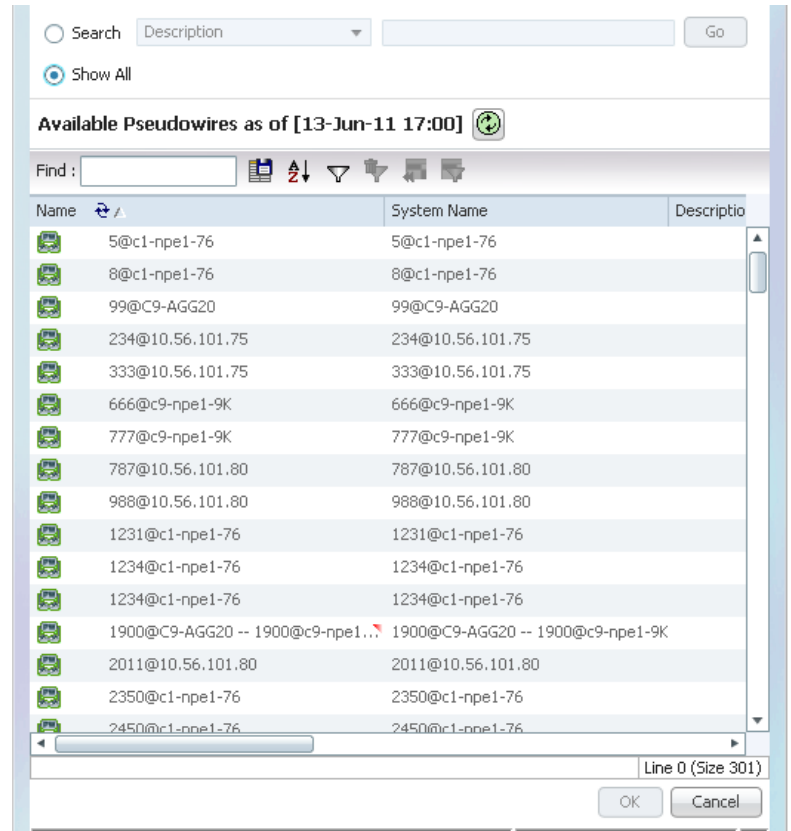 Search Description Go
Show All
Available Pseudowires as of [13-Jun-11 17:00]
Find :
Name System Name Descriptio
5@c1-npe1-76 5@c1-npe1-76
8@c1-npe1-76 8@c1-npe1-76
99@C9-AGG20 99@C9-AGG20
234@10.56.101.75 234@10.56.101.75
333@10.56.101.75 333@10.56.101.75
666@c9-npe1-9K 666@c9-npe1-9K
777@c9-npe1-9K 777@c9-npe1-9K
787@10.56.101.80 787@10.56.101.80
988@10.56.101.80 988@10.56.101.80
1231@c1-npe1-76 1231@c1-npe1-76
1234@c1-npe1-76 1234@c1-npe1-76
1234@c1-npe1-76 1234@c1-npe1-76
1900@C9-AGG20 -- 1900@c9-npe1... 1900@C9-AGG20 -- 1900@c9-npe1-9K
2011@10.56.101.80 2011@10.56.101.80
2350@c1-npe1-76 2350@c1-npe1-76
2450@c1-npe1-76 2450@c1-npe1-76
Line 0 (Size 301)
OK Cancel